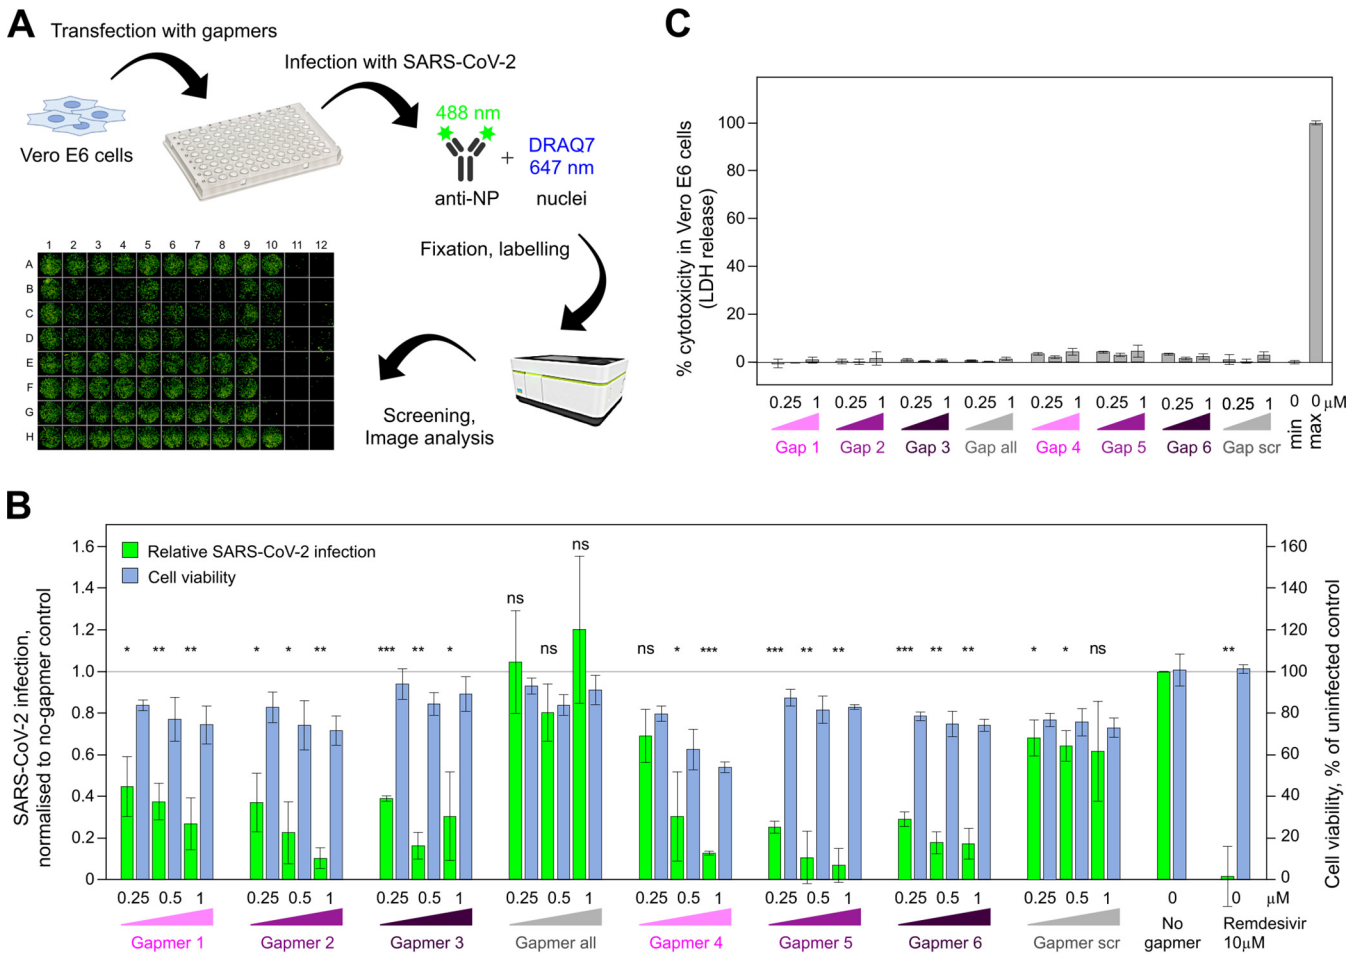 A
Transfection with gapmers
Infection with SARS-CoV-2
Vero E6 cells
488 nm
+
DRAQ7
647 nm
anti-NP
nuclei
Fixation, labelling
Screening,
Image analysis
1 2 3 4 5 6 7 8 9 10 11 12
A
B
C
D
E
F
G
H
C
% cytotoxicity in Vero E6 cells
(LDH release)
100
80
60
40
20
0
0.25 1 0.25 1 0.25 1 0.25 1 0.25 1 0.25 1 0.25 1 0.25 1 0 0 μM
Gap 1 Gap 2 Gap 3 Gap all Gap 4 Gap 5 Gap 6 Gap scr min max
B
SARS-CoV-2 infection,
normalised to no-gapmer control
1.6
1.4
1.2
1.0
0.8
0.6
0.4
0.2
0
Relative SARS-CoV-2 infection
Cell viability
* ** ** * * ** *** ** * ns ns ns ns * *** *** ** ** *** ** ** * * ns **
160
140
120
100
80
60
40
20
0
Cell viability, % of uninfected control
0.25 0.5 1 0.25 0.5 1 0.25 0.5 1 0.25 0.5 1 0.25 0.5 1 0.25 0.5 1 0.25 0.5 1 0.25 0.5 1 0 0 μM
Gapmer 1 Gapmer 2 Gapmer 3 Gapmer all Gapmer 4 Gapmer 5 Gapmer 6 Gapmer scr
No
gapmer
Remdesivir
10μM